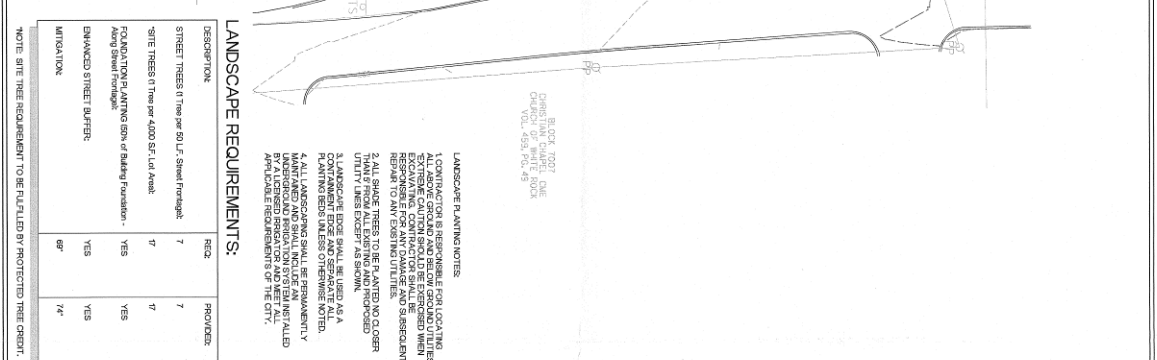 LANDSCAPE REQUIREMENTS:
DESCRIPTION: REQ: PROVIDED:
STREET TREES (1 Tree per 50 L.F. Street Frontage): 7 7
*SITE TREES (1 Tree per 4,000 S.F. Lot Area): 17 17
FOUNDATION PLANTING (50% of Building Foundation -
Along Street Frontage): YES YES
ENHANCED STREET BUFFER: YES YES
MITIGATION: 69" 74"
*NOTE: SITE TREE REQUIREMENT TO BE FULFILLED BY PROTECTED TREE CREDIT.
LANDSCAPE PLANTING NOTES:
1. CONTRACTOR IS RESPONSIBLE FOR LOCATING
ALL ABOVE GROUND AND BELOW GROUND UTILITIES
*EXTREME CAUTION SHOULD BE EXERCISED WHEN
EXCAVATING. CONTRACTOR SHALL BE
RESPONSIBLE FOR ANY DAMAGE AND SUBSEQUENT
REPAIR TO ANY EXISTING UTILITIES.
2. ALL SHADE TREES TO BE PLANTED NO CLOSER
THAN 5' FROM ALL EXISTING AND PROPOSED
UTILITY LINES EXCEPT AS SHOWN.
3. LANDSCAPE EDGE SHALL BE USED AS A
CONTAINMENT EDGE AND SEPARATE ALL
PLANTING BEDS UNLESS OTHERWISE NOTED.
4. ALL LANDSCAPING SHALL BE PERMANENTLY
MAINTAINED AND SHALL INCLUDE AN
UNDERGROUND IRRIGATION SYSTEM INSTALLED
BY A LICENSED IRRIGATOR AND MEET ALL
APPLICABLE REQUIREMENTS OF THE CITY.
BLOCK 7007
CHRISTIAN CHAPEL CME
CHURCH OF WHITE ROCK
VOL. 459, PG. 49
PP
PP